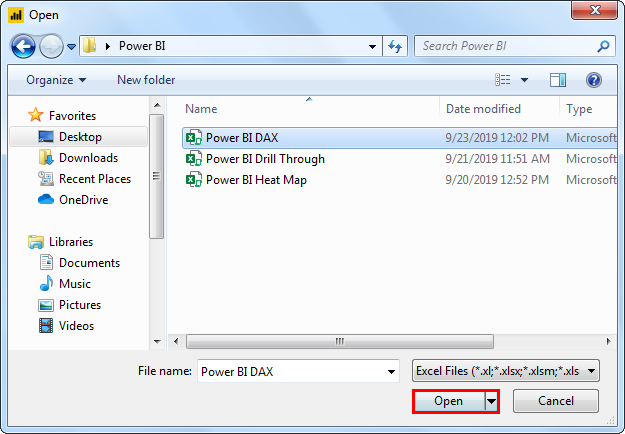 Open
Power BI
Search Power BI
Organize New folder
Name Date modified Type
Favorites
Desktop
Downloads
Recent Places
OneDrive
Libraries
Documents
Music
Pictures
Videos
Power BI DAX 9/23/2019 12:02 PM Microsoft
Power BI Drill Through 9/21/2019 11:51 AM Microsoft
Power BI Heat Map 9/20/2019 12:52 PM Microsoft
File name: Power BI DAX Excel Files (*.xl;*.xlsx;*.xlsm;*.xls
Open Cancel